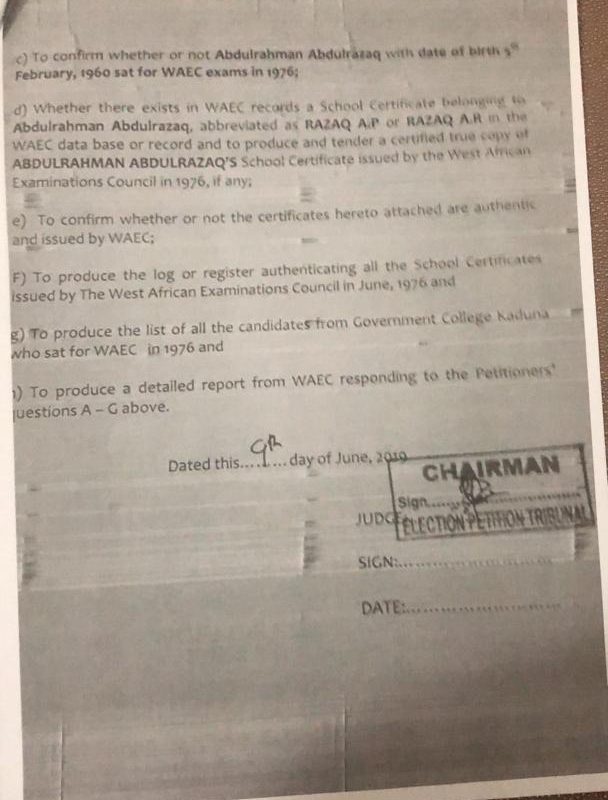 c) To confirm whether or not Abdulrahman Abdulrazaq with date of birth 5th
February, 1960 sat for WAEC exams in 1976;
d) Whether there exists in WAEC records a School Certificate belonging to
Abdulrahman Abdulrazaq, abbreviated as RAZAQ A.P or RAZAQ A.R in the
WAEC data base or record and to produce and tender a certified true copy of
ABDULRAHMAN ABDULRAZAQ'S School Certificate issued by the West African
Examinations Council in 1976, if any;
e) To confirm whether or not the certificates hereto attached are authentic
and issued by WAEC;
F) To produce the log or register authenticating all the School Certificates
issued by The West African Examinations Council in June, 1976 and
g) To produce the list of all the candidates from Government College Kaduna
who sat for WAEC in 1976 and
) To produce a detailed report from WAEC responding to the Petitioners'
uestions A – G above.
Dated this....9th....day of June, 2019
CHAIRMAN
Sign.............
JUDGE
ELECTION PETITION TRIBUNAL
SIGN:.....................
DATE:.....................